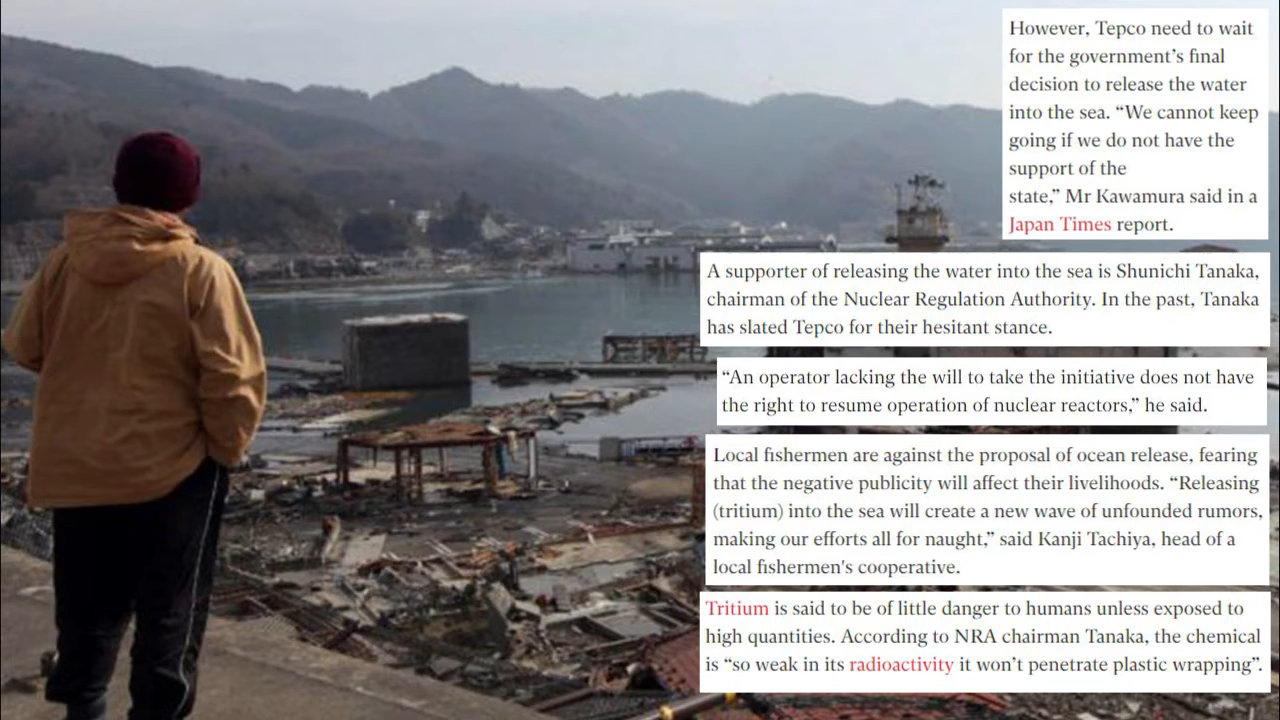 However, Tepco need to wait
for the government’s final
decision to release the water
into the sea. “We cannot keep
going if we do not have the
support of the
state,” Mr Kawamura said in a
Japan Times report.
A supporter of releasing the water into the sea is Shunichi Tanaka,
chairman of the Nuclear Regulation Authority. In the past, Tanaka
has slated Tepco for their hesitant stance.
“An operator lacking the will to take the initiative does not have
the right to resume operation of nuclear reactors,” he said.
Local fishermen are against the proposal of ocean release, fearing
that the negative publicity will affect their livelihoods. “Releasing
(tritium) into the sea will create a new wave of unfounded rumors,
making our efforts all for naught,” said Kanji Tachiya, head of a
local fishermen's cooperative.
Tritium is said to be of little danger to humans unless exposed to
high quantities. According to NRA chairman Tanaka, the chemical
is “so weak in its radioactivity it won’t penetrate plastic wrapping”.